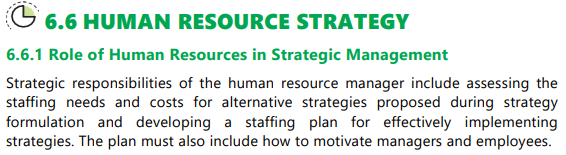 6.6 HUMAN RESOURCE STRATEGY
6.6.1 Role of Human Resources in Strategic Management
Strategic responsibilities of the human resource manager include assessing the
staffing needs and costs for alternative strategies proposed during strategy
formulation and developing a staffing plan for effectively implementing
strategies. The plan must also include how to motivate managers and employees.